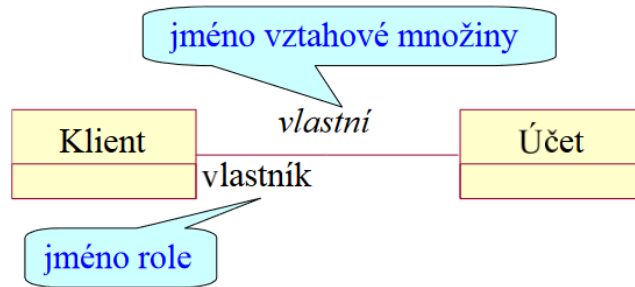 jméno vztahové množiny
vlastní
Klient
Účet
vlastník
jméno role